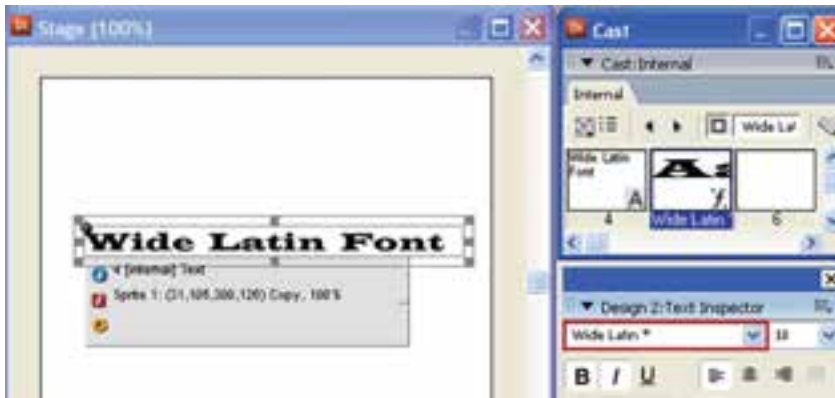 Stage (100%)
Wide Latin Font
4 [Internal] Text
Sprite 1: (31,105,300,126) Copy, 100%
Cast
Cast:Internal
Internal
Wide Lat
Wide Latin
Font
4
Wide Latin *
6
Design 2:Text Inspector
Wide Latin *
18
B I U